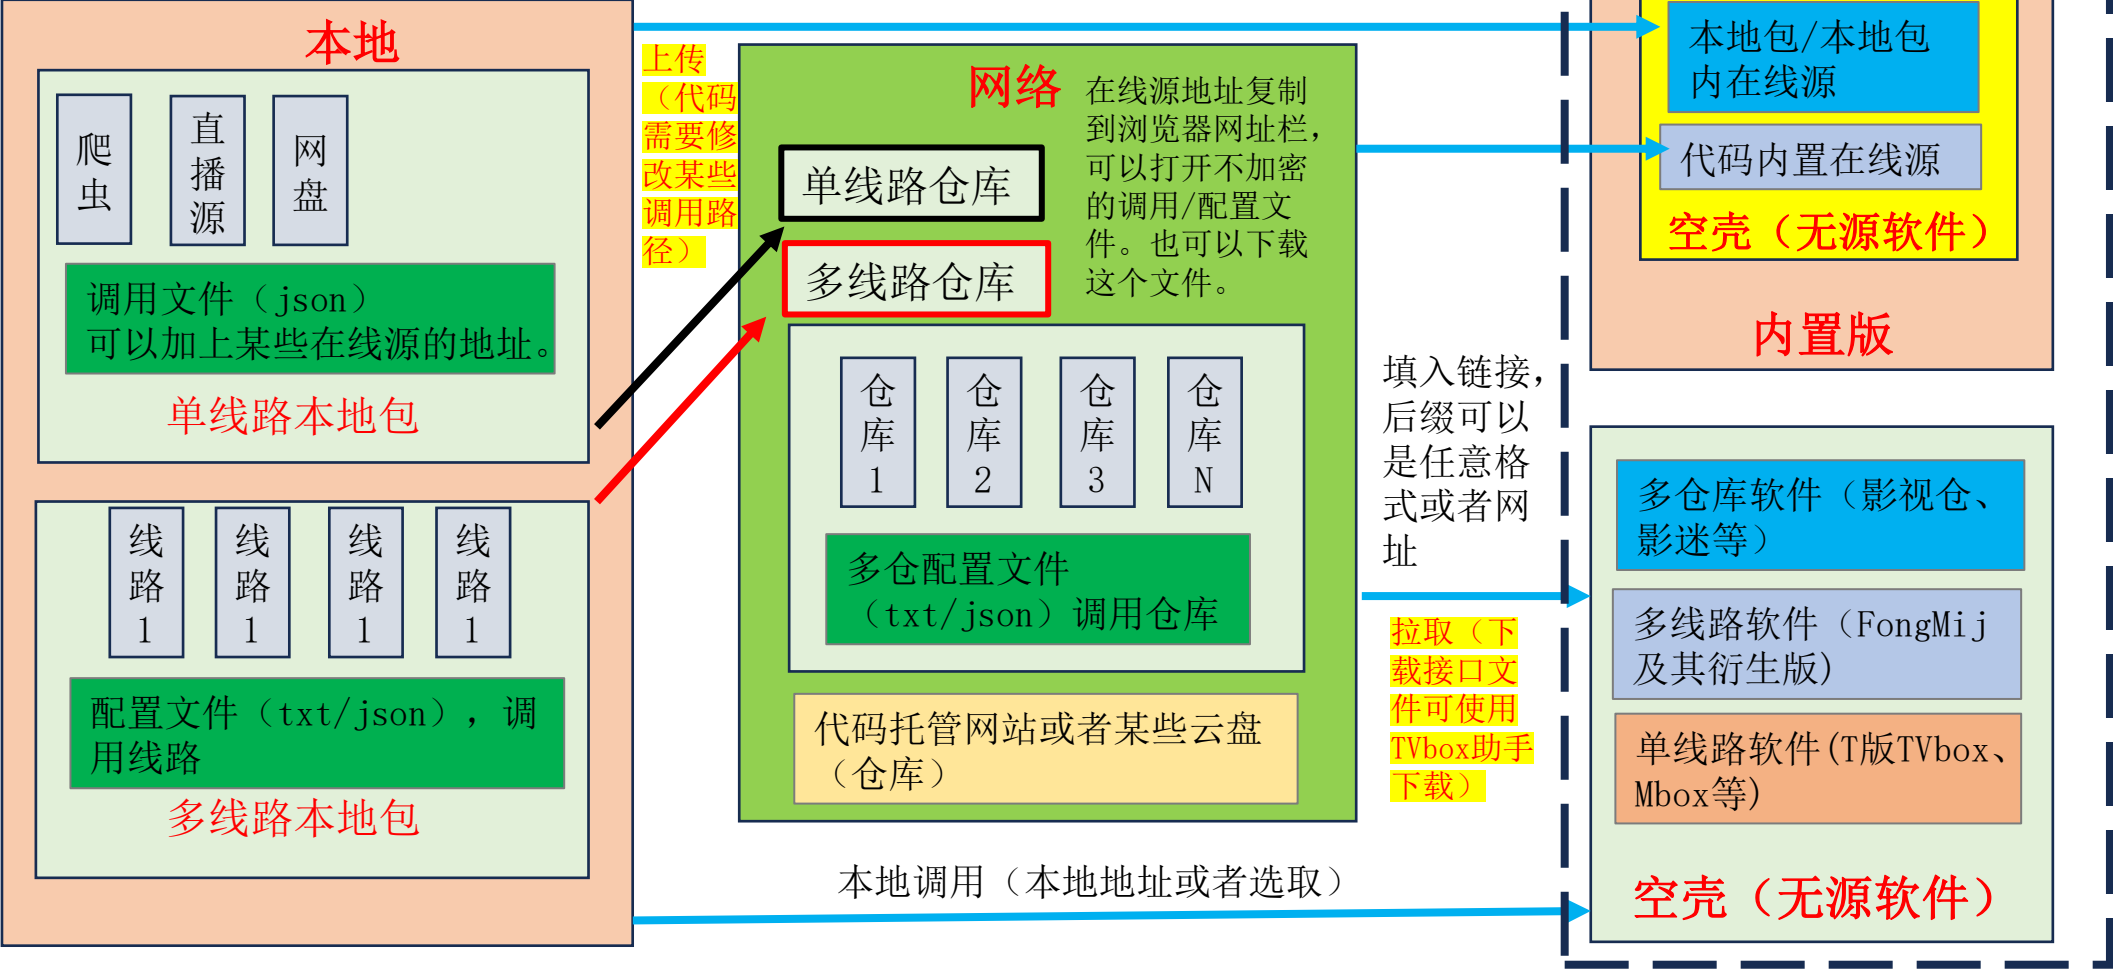 本地
爬
虫
直
播
源
网
盘
调用文件（json）
可以加上某些在线源的地址。
单线路本地包
线
路
1
线
路
1
线
路
1
线
路
1
配置文件（txt/json），调
用线路
多线路本地包
上传
（代码
需要修
改某些
调用路
径）
网络
在线源地址复制
到浏览器网址栏，
可以打开不加密
的调用/配置文
件。也可以下载
这个文件。
单线路仓库
多线路仓库
仓
库
1
仓
库
2
仓
库
3
仓
库
N
多仓配置文件
（txt/json）调用仓库
代码托管网站或者某些云盘
（仓库）
本地调用（本地地址或者选取）
填入链接，
后缀可以
是任意格
式或者网
址
拉取（下
载接口文
件可使用
TVbox助手
下载）
本地包/本地包
内在线源
代码内置在线源
空壳（无源软件）
内置版
多仓库软件（影视仓、
影迷等）
多线路软件（FongMij
及其衍生版)
单线路软件(T版TVbox、
Mbox等)
空壳（无源软件）